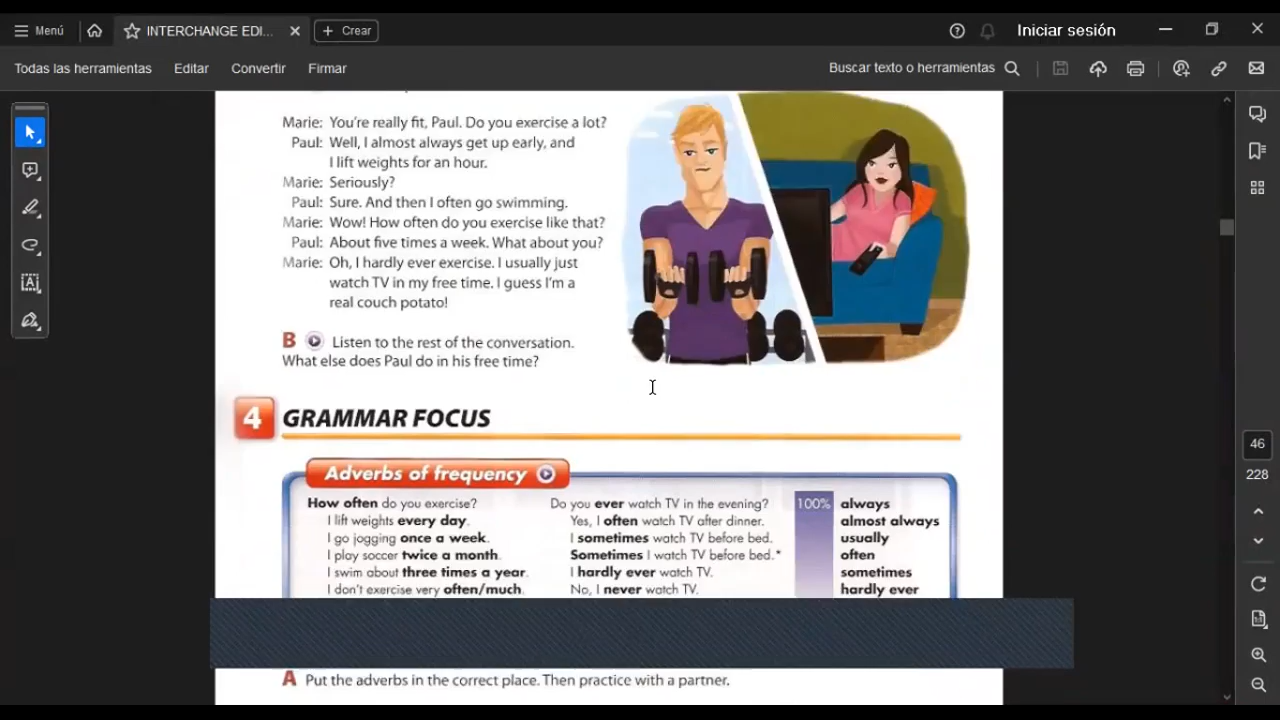 Menú
INTERCHANGE EDI...
Crear
Iniciar sesión
Todas las herramientas
Editar
Convertir
Firmar
Buscar texto o herramientas
Marie: You're really fit, Paul. Do you exercise a lot?
Paul: Well, I almost always get up early, and
I lift weights for an hour.
Marie: Seriously?
Paul: Sure. And then I often go swimming.
Marie: Wow! How often do you exercise like that?
Paul: About five times a week. What about you?
Marie: Oh, I hardly ever exercise. I usually just
watch TV in my free time. I guess I'm a
real couch potato!
B Listen to the rest of the conversation.
What else does Paul do in his free time?
4 GRAMMAR FOCUS
Adverbs of frequency
How often do you exercise?
I lift weights every day.
I go jogging once a week.
I play soccer twice a month.
I swim about three times a year.
I don't exercise very often/much.
Do you ever watch TV in the evening?
Yes, I often watch TV after dinner.
I sometimes watch TV before bed.
Sometimes I watch TV before bed.*
I hardly ever watch TV.
No, I never watch TV.
100% always
almost always
usually
often
sometimes
hardly ever
A Put the adverbs in the correct place. Then practice with a partner.
46
228